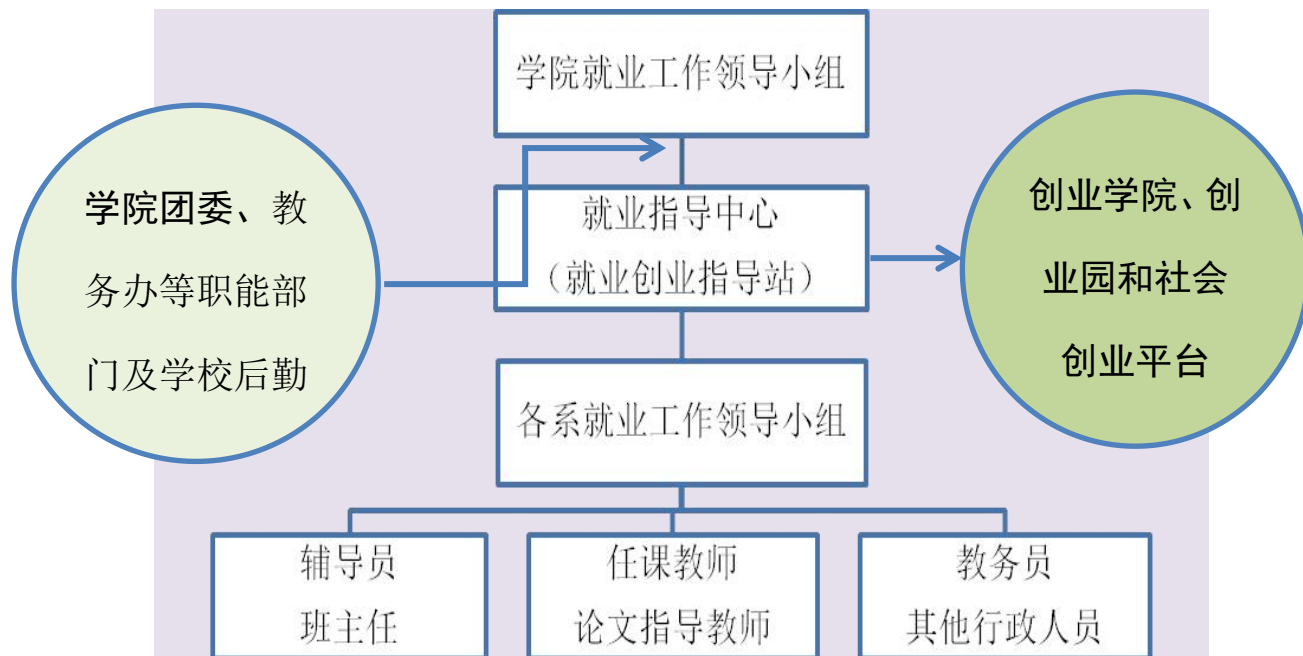 学院就业工作领导小组
学院团委、教
务办等职能部
门及学校后勤
就业指导中心
（就业创业指导站）
创业学院、创
业园和社会
创业平台
各系就业工作领导小组
辅导员
班主任
任课教师
论文指导教师
教务员
其他行政人员